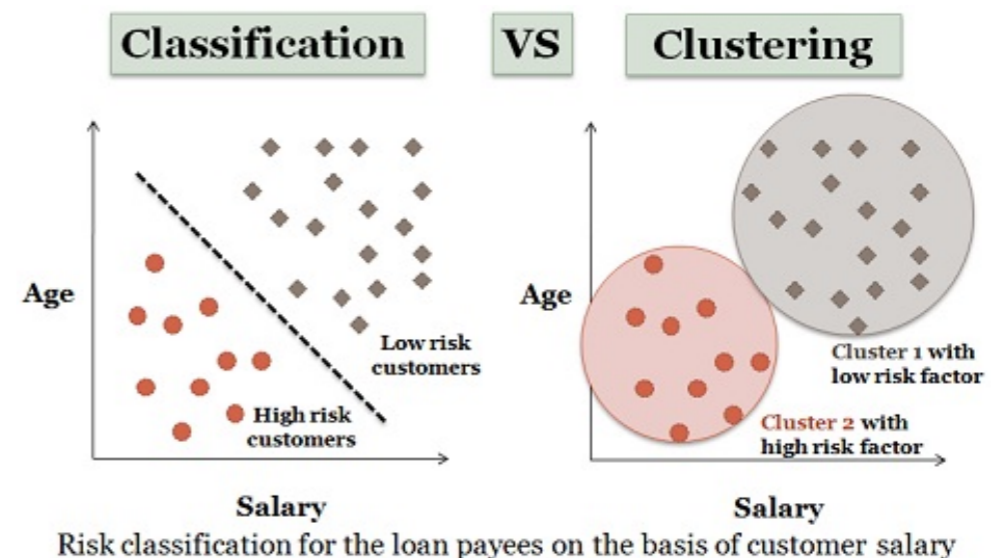 Classification VS Clustering
Age
Low risk
customers
High risk
customers
Salary
Age
Cluster 1 with
low risk factor
Cluster 2 with
high risk factor
Salary
Risk classification for the loan payees on the basis of customer salary